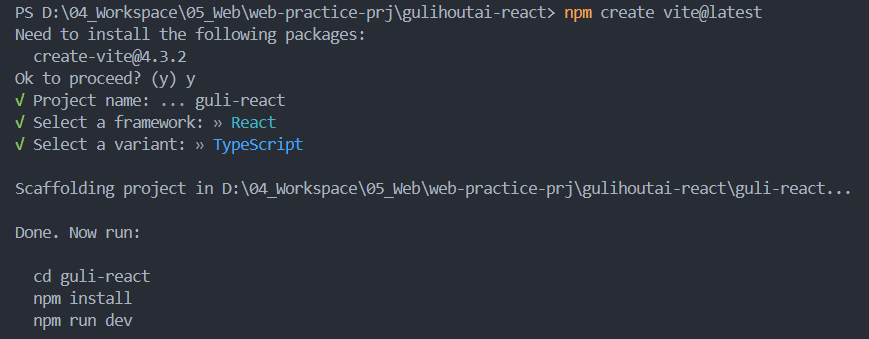 PS D:\04_Workspace\05_Web\web-practice-prj\gulihoutai-react> npm create vite@latest
Need to install the following packages:
  create-vite@4.3.2
Ok to proceed? (y) y
√ Project name: ... guli-react
√ Select a framework: » React
√ Select a variant: » TypeScript

Scaffolding project in D:\04_Workspace\05_Web\web-practice-prj\gulihoutai-react\guli-react...

Done. Now run:

  cd guli-react
  npm install
  npm run dev